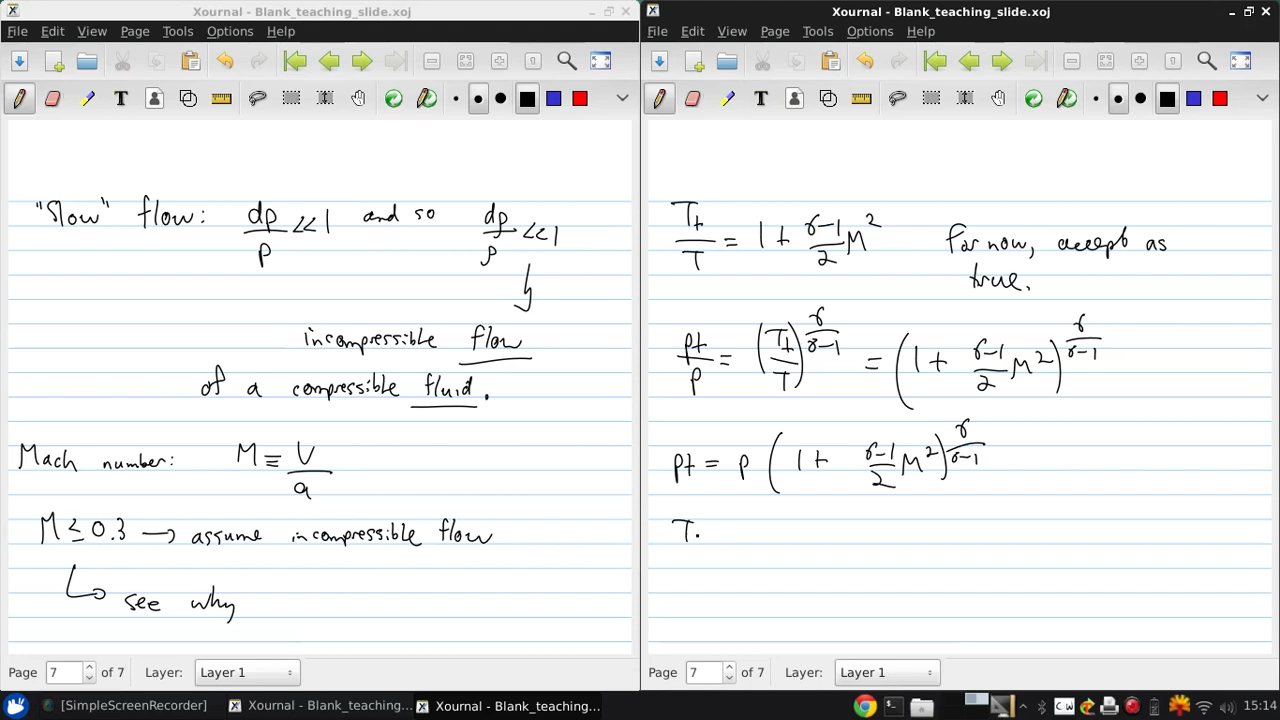 Xournal - Blank_teaching_slide.xoj
File Edit View Page Tools Options Help
"Slow" flow: dp/p << 1 and so dρ/ρ << 1
incompressible flow
of a compressible fluid.
Mach number: M ≡ V/a
M ≤ 0.3 → assume incompressible flow
see why
Page 7 of 7 Layer: Layer 1
Xournal - Blank_teaching_slide.xoj
File Edit View Page Tools Options Help
Tt/T = 1 + γ-1/2 M² For now, accept as
true.
pt/p = (Tt/T)^(γ/γ-1) = (1 + γ-1/2 M²)^(γ/γ-1)
pt = p (1 + γ-1/2 M²)^(γ/γ-1)
T.
Page 7 of 7 Layer: Layer 1
[SimpleScreenRecorder] Xournal - Blank_teaching_... Xournal - Blank_teaching_... CW 15:14